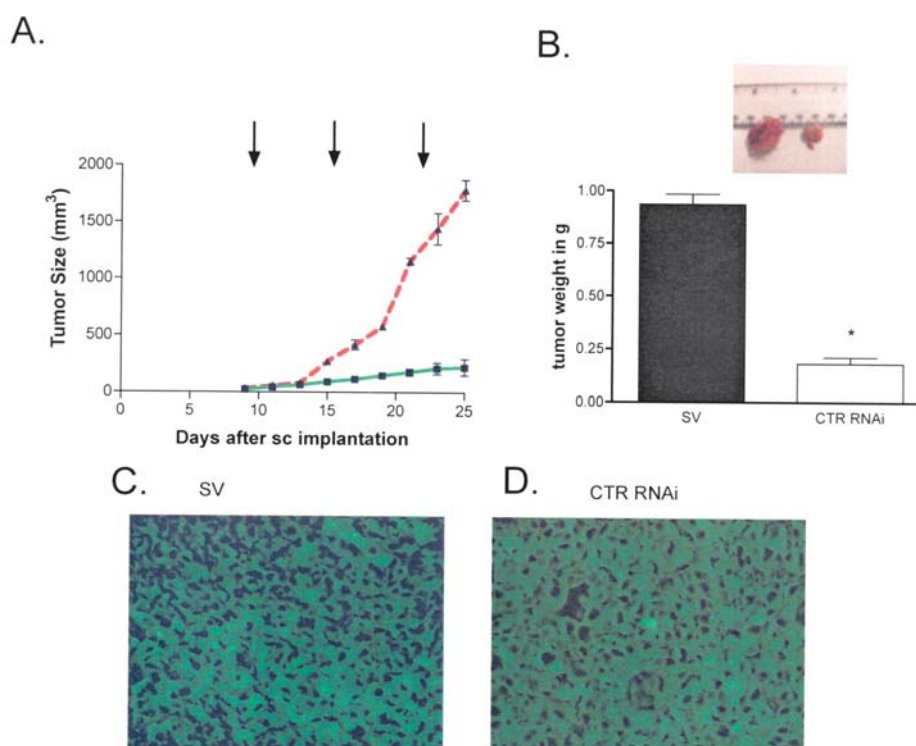 A.
2000
1500
1000
500
0
Tumor Size (mm³)
0 5 10 15 20 25
Days after sc implantation
B.
1.00
0.75
0.50
0.25
0.00
tumor weight in g
*
SV CTR RNAi
C. SV
D. CTR RNAi